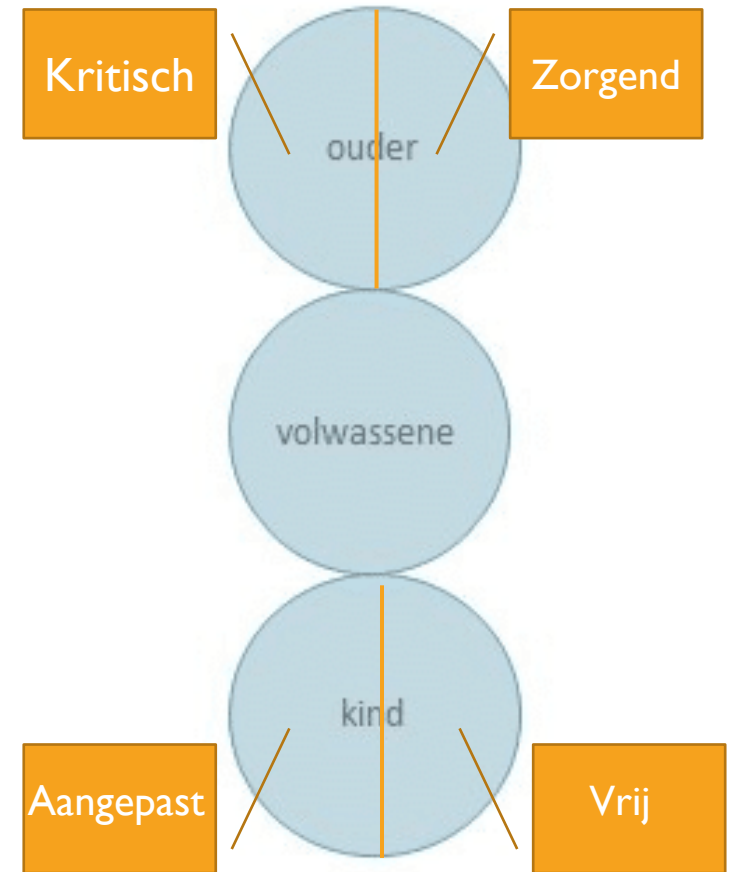 Kritisch
Zorgend
ouder
volwassene
kind
Aangepast
Vrij